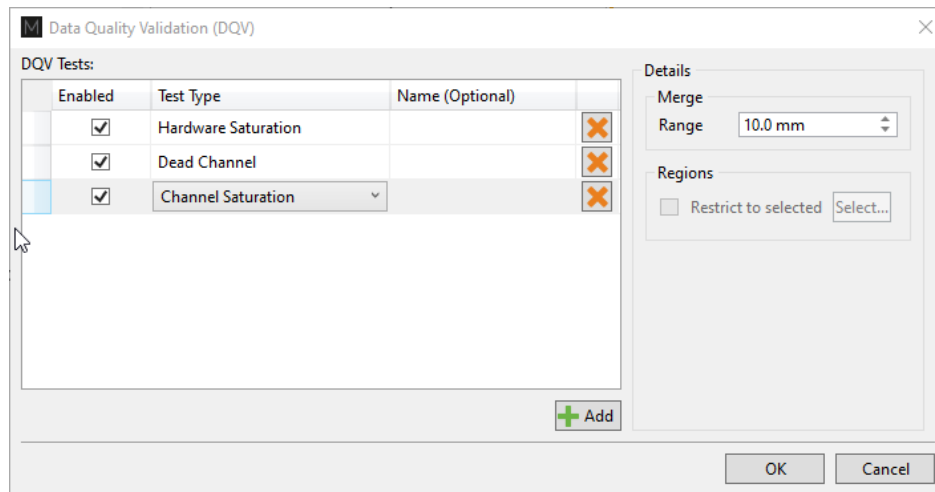 M Data Quality Validation (DQV)
DQV Tests:
Enabled Test Type Name (Optional)
Hardware Saturation
Dead Channel
Channel Saturation
Add
Details
Merge
Range 10.0 mm
Regions
Restrict to selected Select...
OK Cancel